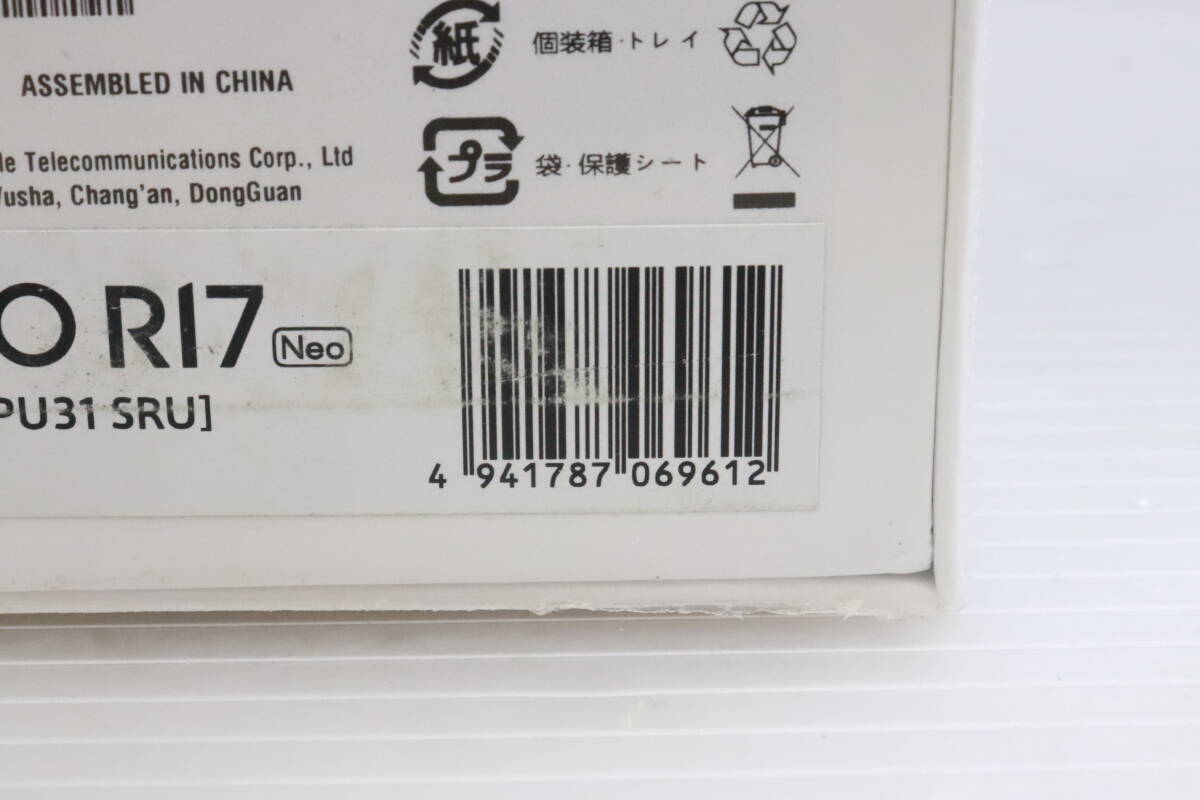 紙 個装箱・トレイ
ASSEMBLED IN CHINA
プラ 袋・保護シート
le Telecommunications Corp., Ltd
Wusha, Chang'an, DongGuan
O R17 Neo
PU31 SRU]
4 941787 069612